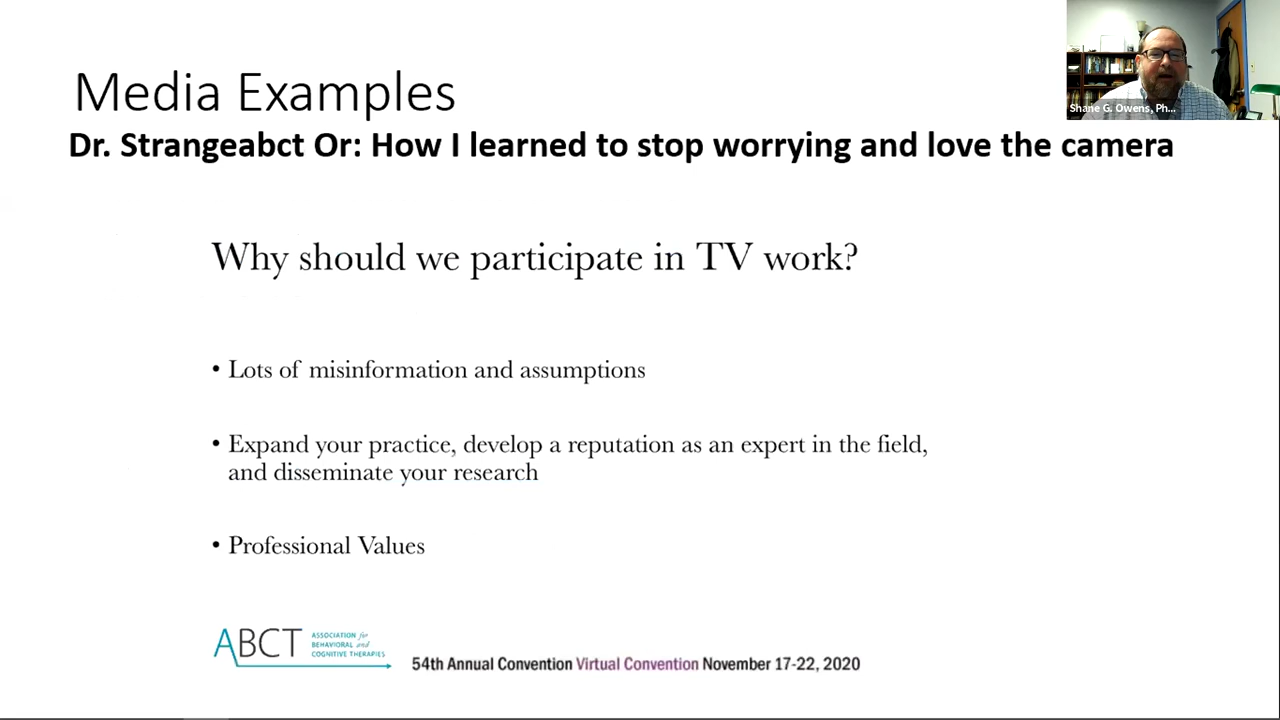 Media Examples
Shane G. Owens, Ph...
Dr. Strangeabct Or: How I learned to stop worrying and love the camera
Why should we participate in TV work?
• Lots of misinformation and assumptions
• Expand your practice, develop a reputation as an expert in the field,
and disseminate your research
• Professional Values
ABCT
ASSOCIATION for
BEHAVIORAL and
COGNITIVE THERAPIES
54th Annual Convention Virtual Convention November 17-22, 2020